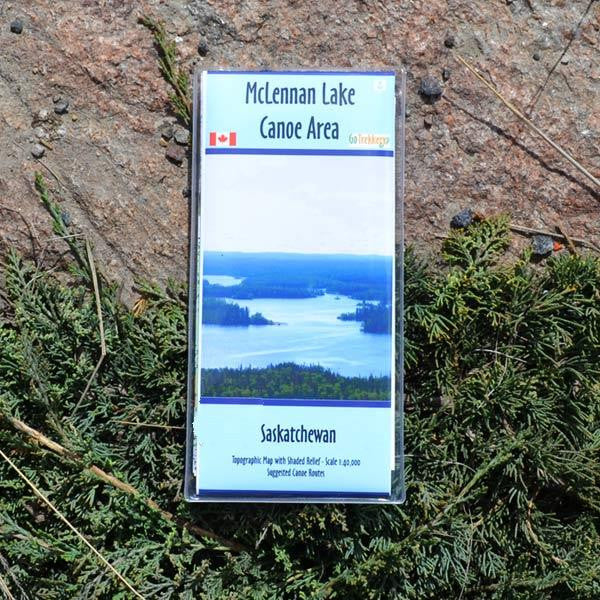 McLennan Lake
Canoe Area
GoTrekkers
Saskatchewan
Topographic Map with Shaded Relief - Scale 1:40,000
Suggested Canoe Routes